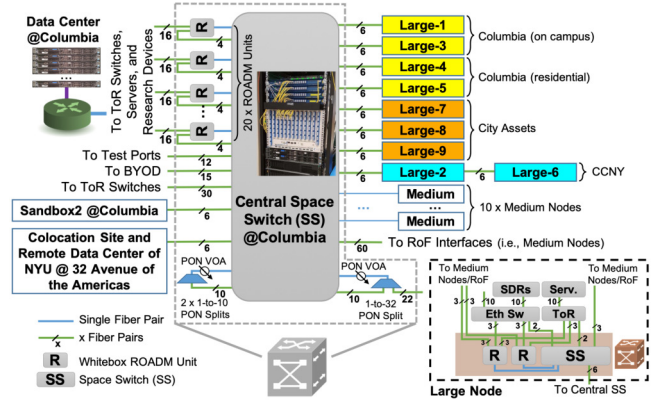 Data Center
@Columbia
To ToR Switches,
Servers, and
Research Devices
16
R
4
16
R
4
16
R
4
16
R
4
20 x ROADM Units
To Test Ports
12
To BYOD
15
To ToR Switches
30
Sandbox2 @Columbia
6
Colocation Site and
Remote Data Center of
NYU @ 32 Avenue of
the Americas
6
Central Space
Switch (SS)
@Columbia
6
Large-1
6
Large-3
Columbia (on campus)
6
Large-4
6
Large-5
Columbia (residential)
6
Large-7
6
Large-8
6
Large-9
City Assets
6
Large-2
6
Large-6
CCNY
Medium
...
...
Medium
10 x Medium Nodes
60
To RoF Interfaces (i.e., Medium Nodes)
PON VOA
10
2 x 1-to-10
PON Splits
PON VOA
10
22
1-to-32
PON Split
Single Fiber Pair
x
x Fiber Pairs
R
Whitebox ROADM Unit
SS
Space Switch (SS)
To Medium
Nodes/RoF
To Medium
Nodes/RoF
SDRs
Serv.
3
3
10
10
10
Eth Sw
ToR
3
2
3
3
3
3
2
R
R
SS
6
Large Node
To Central SS